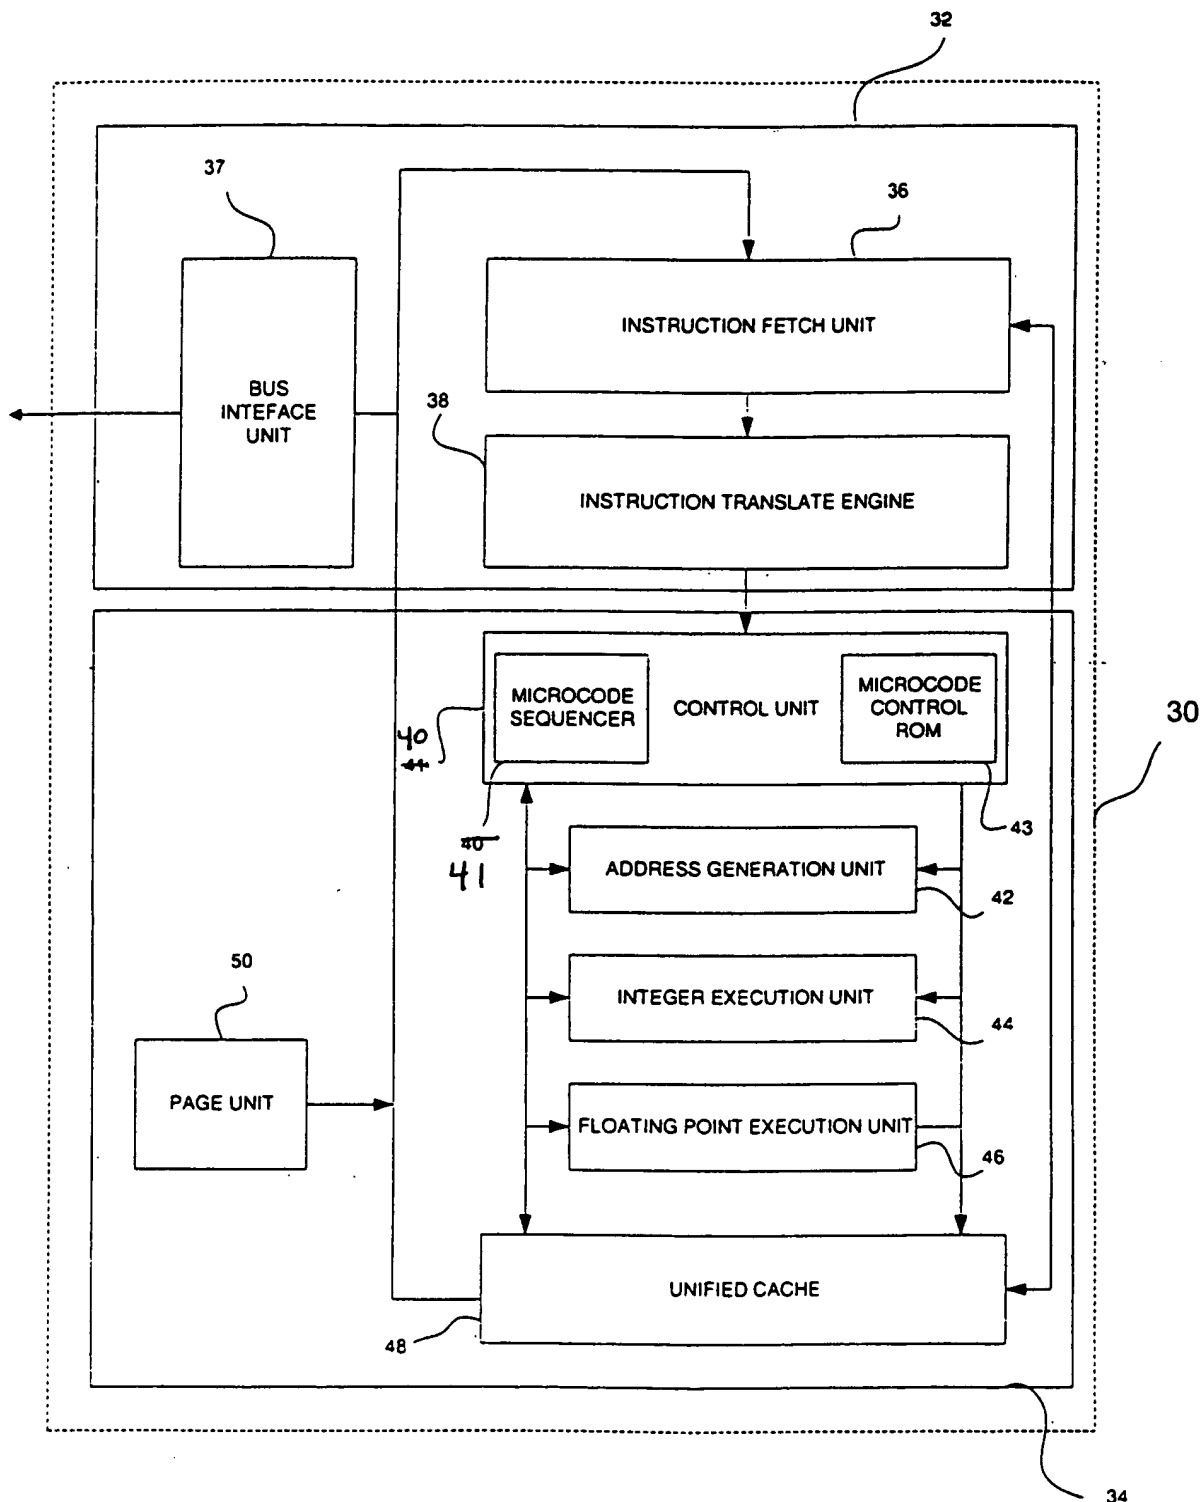 32
37
36
INSTRUCTION FETCH UNIT
BUS
INTEFACE
UNIT
38
INSTRUCTION TRANSLATE ENGINE
MICROCODE
SEQUENCER
CONTROL UNIT
MICROCODE
CONTROL
ROM
30
40
44
40
41
43
ADDRESS GENERATION UNIT
42
50
INTEGER EXECUTION UNIT
44
PAGE UNIT
FLOATING POINT EXECUTION UNIT
46
UNIFIED CACHE
48
34